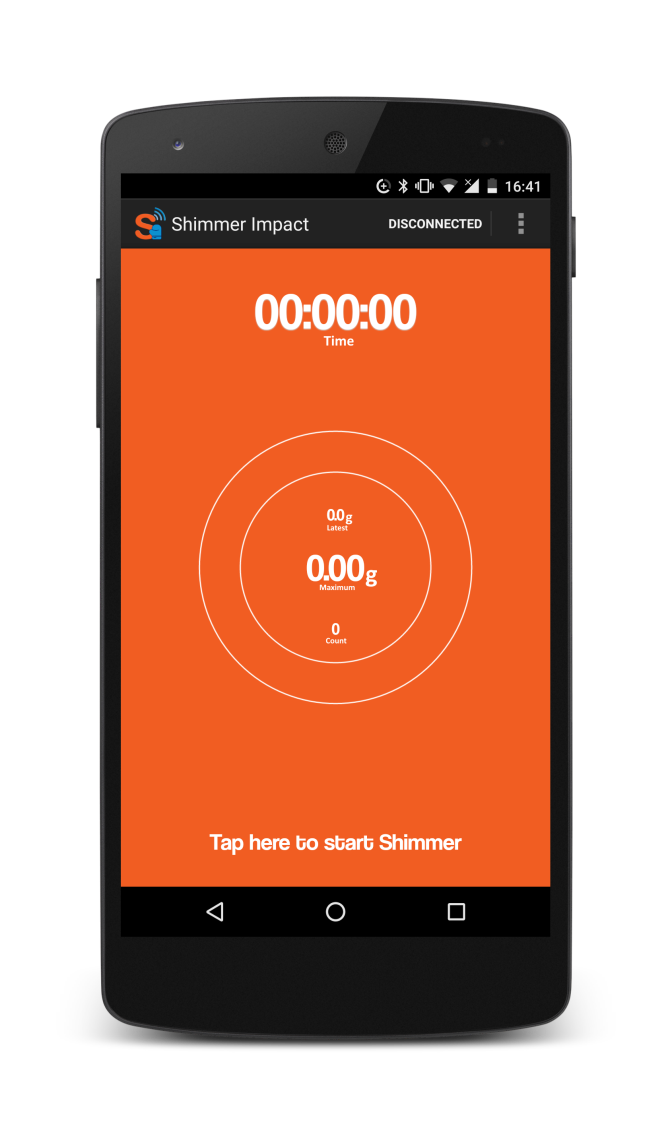 16:41
Shimmer Impact DISCONNECTED
00:00:00
Time
0.0g
Latest
0.00g
Maximum
0
Count
Tap here to start Shimmer